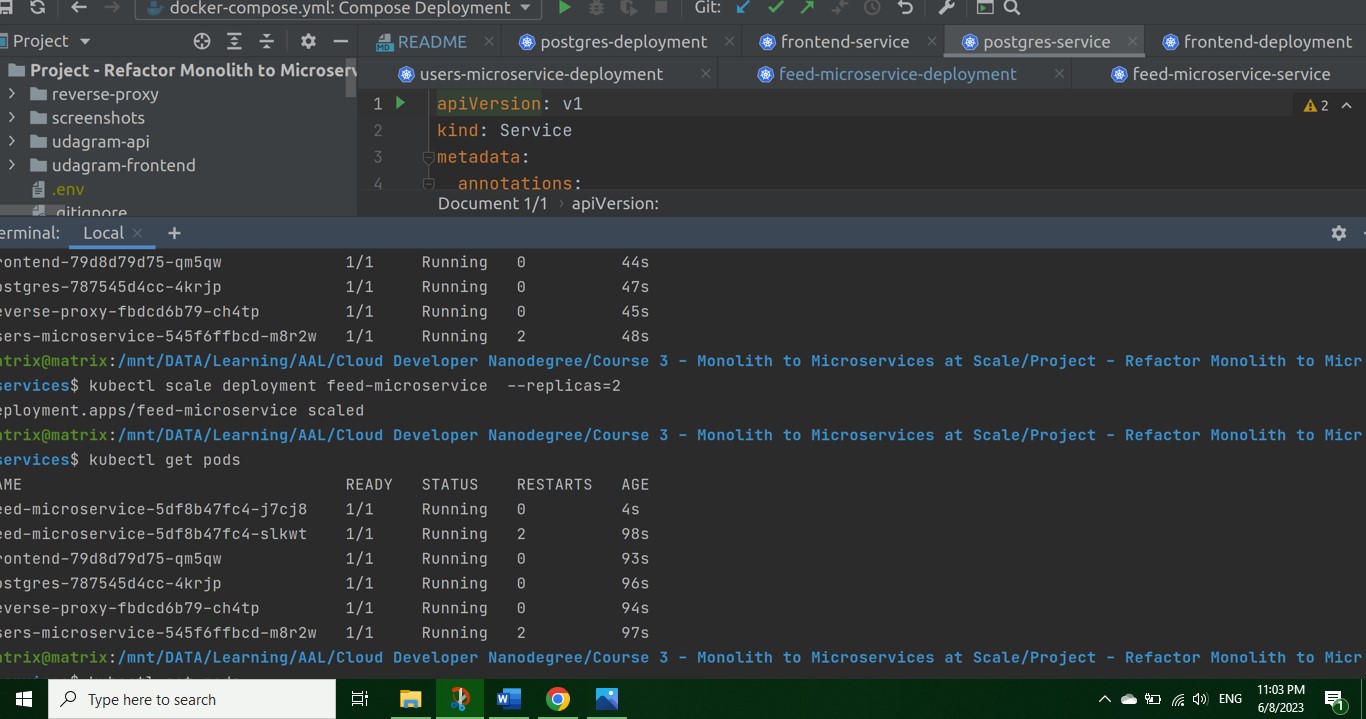 docker-compose.yml: Compose Deployment
Git:
Project
README
postgres-deployment
frontend-service
postgres-service
frontend-deployment
Project - Refactor Monolith to Microserv
users-microservice-deployment
feed-microservice-deployment
feed-microservice-service
reverse-proxy
screenshots
udagram-api
udagram-frontend
.env
.gitignore
1 apiVersion: v1
2 kind: Service
3 metadata:
4 annotations:
2
Document 1/1 › apiVersion:
erminal: Local +
rontend-79d8d79d75-qm5qw 1/1 Running 0 44s
ostgres-787545d4cc-4krjp 1/1 Running 0 47s
everse-proxy-fbdcd6b79-ch4tp 1/1 Running 0 45s
sers-microservice-545f6ffbcd-m8r2w 1/1 Running 2 48s
atrix@matrix:/mnt/DATA/Learning/AAL/Cloud Developer Nanodegree/Course 3 - Monolith to Microservices at Scale/Project - Refactor Monolith to Micr
services$ kubectl scale deployment feed-microservice --replicas=2
eployment.apps/feed-microservice scaled
atrix@matrix:/mnt/DATA/Learning/AAL/Cloud Developer Nanodegree/Course 3 - Monolith to Microservices at Scale/Project - Refactor Monolith to Micr
services$ kubectl get pods
AME READY STATUS RESTARTS AGE
eed-microservice-5df8b47fc4-j7cj8 1/1 Running 0 4s
eed-microservice-5df8b47fc4-slkwt 1/1 Running 2 98s
rontend-79d8d79d75-qm5qw 1/1 Running 0 93s
ostgres-787545d4cc-4krjp 1/1 Running 0 96s
everse-proxy-fbdcd6b79-ch4tp 1/1 Running 0 94s
sers-microservice-545f6ffbcd-m8r2w 1/1 Running 2 97s
atrix@matrix:/mnt/DATA/Learning/AAL/Cloud Developer Nanodegree/Course 3 - Monolith to Microservices at Scale/Project - Refactor Monolith to Micr
Type here to search
ENG
11:03 PM
6/8/2023
1